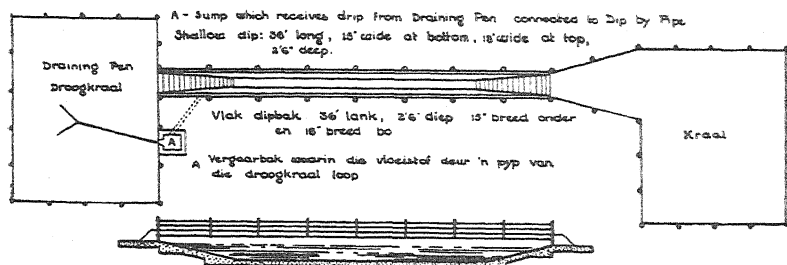 A - Sump which receives drip from Draining Pen connected to Dip by Pipe
Shallow dip: 36' long, 15" wide at bottom, 18" wide at top,
2'6" deep.
Draining Pen
Droogkraal
Vlak dipbak 36' lank, 2'6" diep 15" breed onder
en 18" breed bo
A
Kraal
A Vergaarbak waarin die vloeistof deur 'n pyp van
die droogkraal loop